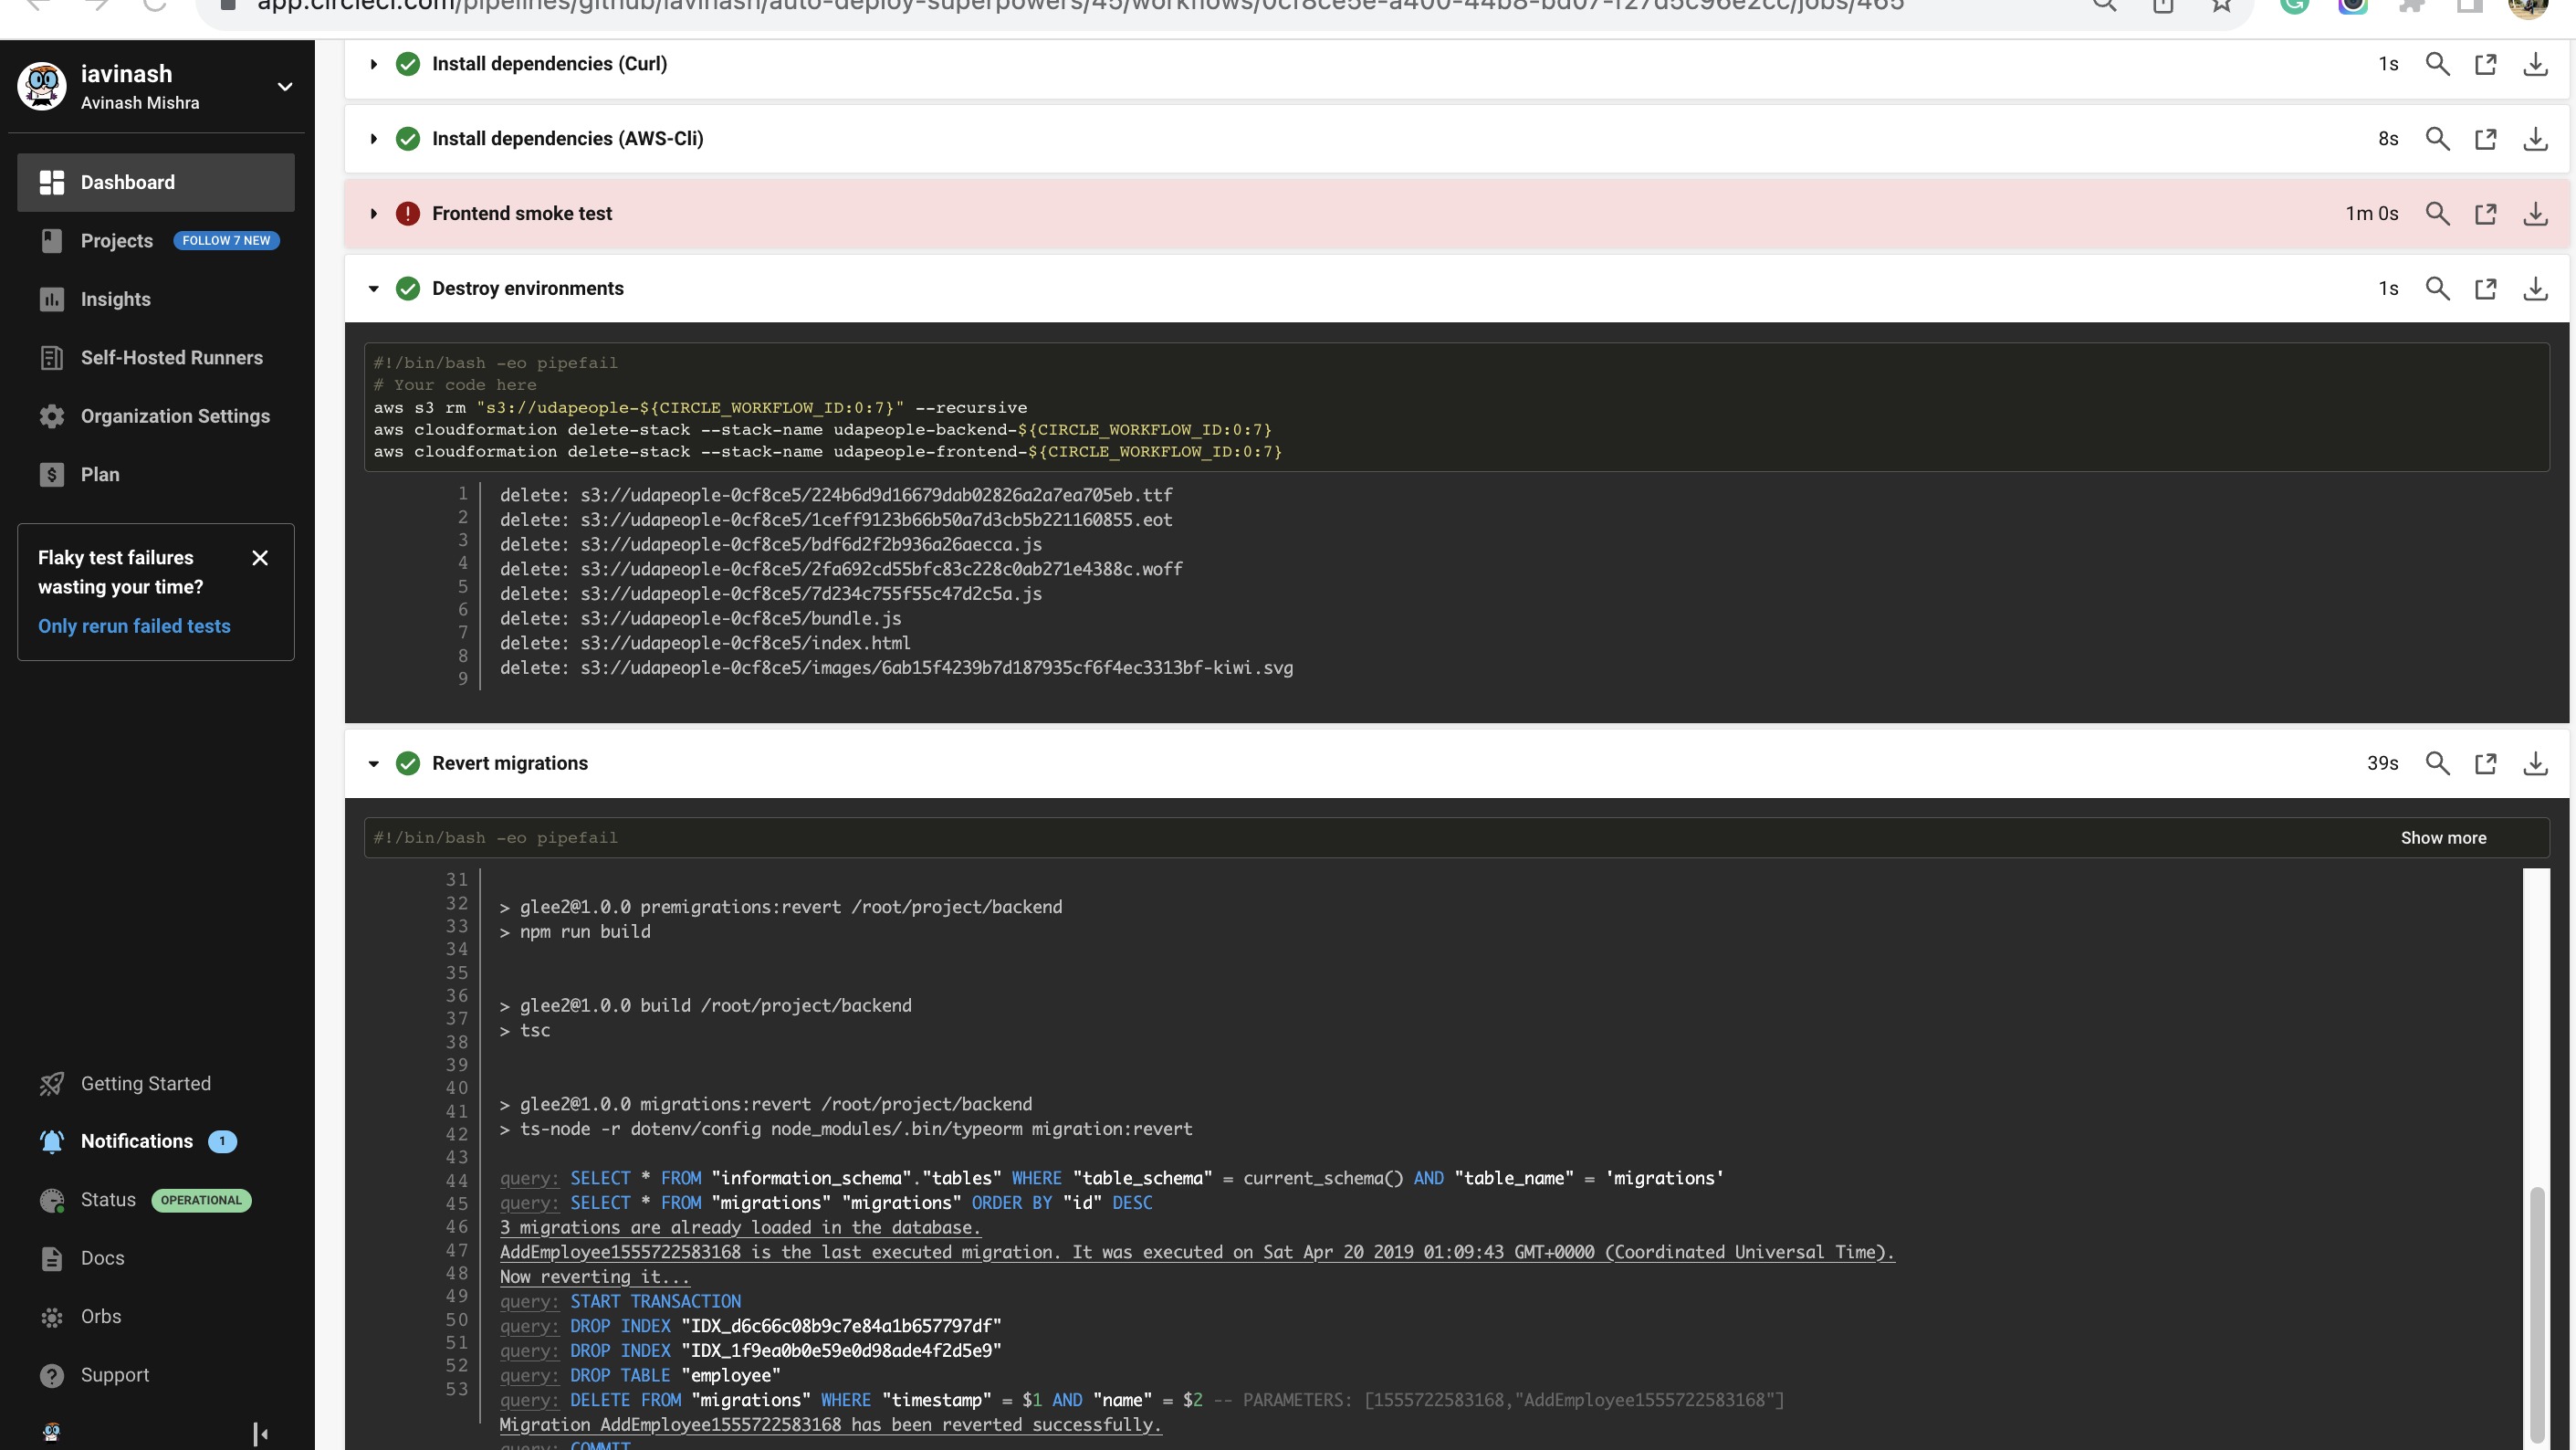 app.circleci.com/pipelines/github/iavinash/auto-deploy-superpowers/45/workflows/0cf8ce5e-a400-44b8-bd07-f27d5c96e2cc/jobs/465
iavinash
Avinash Mishra
Dashboard
Projects FOLLOW 7 NEW
Insights
Self-Hosted Runners
Organization Settings
Plan
Flaky test failures
wasting your time?
Only rerun failed tests
Getting Started
Notifications 1
Status OPERATIONAL
Docs
Orbs
Support
Install dependencies (Curl) 1s
Install dependencies (AWS-Cli) 8s
Frontend smoke test 1m 0s
Destroy environments 1s
#!/bin/bash -eo pipefail
# Your code here
aws s3 rm "s3://udapeople-${CIRCLE_WORKFLOW_ID:0:7}" --recursive
aws cloudformation delete-stack --stack-name udapeople-backend-${CIRCLE_WORKFLOW_ID:0:7}
aws cloudformation delete-stack --stack-name udapeople-frontend-${CIRCLE_WORKFLOW_ID:0:7}
1 delete: s3://udapeople-0cf8ce5/224b6d9d16679dab02826a2a7ea705eb.ttf
2 delete: s3://udapeople-0cf8ce5/1ceff9123b66b50a7d3cb5b221160855.eot
3 delete: s3://udapeople-0cf8ce5/bdf6d2f2b936a26aecca.js
4 delete: s3://udapeople-0cf8ce5/2fa692cd55bfc83c228c0ab271e4388c.woff
5 delete: s3://udapeople-0cf8ce5/7d234c755f55c47d2c5a.js
6 delete: s3://udapeople-0cf8ce5/bundle.js
7 delete: s3://udapeople-0cf8ce5/index.html
8 delete: s3://udapeople-0cf8ce5/images/6ab15f4239b7d187935cf6f4ec3313bf-kiwi.svg
9
Revert migrations 39s
#!/bin/bash -eo pipefail Show more
31
32 > glee2@1.0.0 premigrations:revert /root/project/backend
33 > npm run build
34
35
36 > glee2@1.0.0 build /root/project/backend
37 > tsc
38
39
40
41 > glee2@1.0.0 migrations:revert /root/project/backend
42 > ts-node -r dotenv/config node_modules/.bin/typeorm migration:revert
43
44 query: SELECT * FROM "information_schema"."tables" WHERE "table_schema" = current_schema() AND "table_name" = 'migrations'
45 query: SELECT * FROM "migrations" "migrations" ORDER BY "id" DESC
46 3 migrations are already loaded in the database.
47 AddEmployee1555722583168 is the last executed migration. It was executed on Sat Apr 20 2019 01:09:43 GMT+0000 (Coordinated Universal Time).
48 Now reverting it...
49 query: START TRANSACTION
50 query: DROP INDEX "IDX_d6c66c08b9c7e84a1b657797df"
51 query: DROP INDEX "IDX_1f9ea0b0e59e0d98ade4f2d5e9"
52 query: DROP TABLE "employee"
53 query: DELETE FROM "migrations" WHERE "timestamp" = $1 AND "name" = $2 -- PARAMETERS: [1555722583168,"AddEmployee1555722583168"]
Migration AddEmployee1555722583168 has been reverted successfully.
query: COMMIT